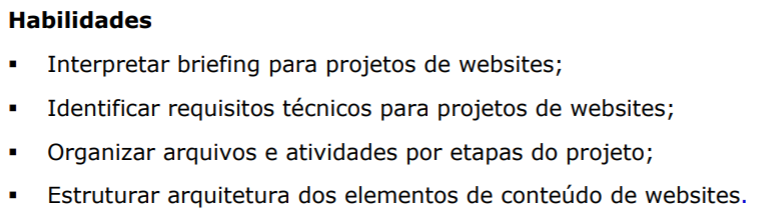 Habilidades
▪ Interpretar briefing para projetos de websites;
▪ Identificar requisitos técnicos para projetos de websites;
▪ Organizar arquivos e atividades por etapas do projeto;
▪ Estruturar arquitetura dos elementos de conteúdo de websites.